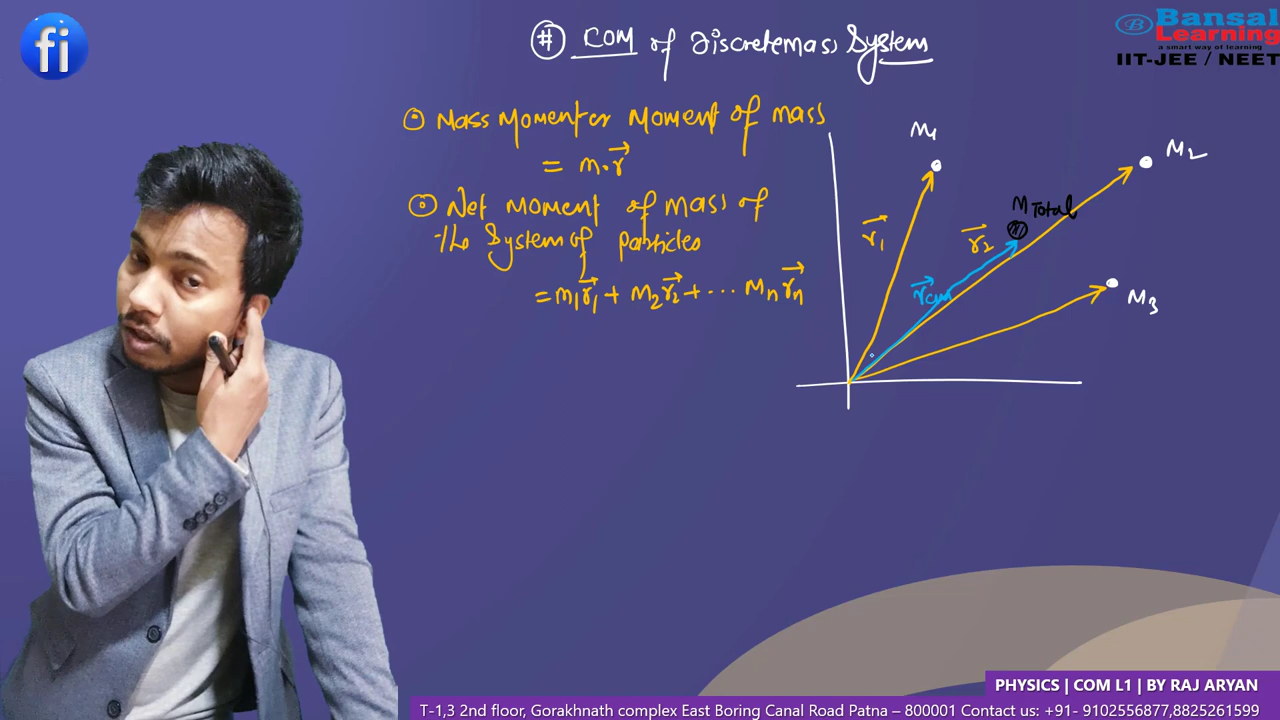 fi
# COM of Discretemass System
Bansal
Learning
a smart way of learning
IIT-JEE / NEET
⊙ Mass Moment or Moment of mass
= m.r⃗
⊙ Net moment of mass of
the System of particles
= m₁r⃗₁ + M₂r⃗₂ + ... Mₙr⃗ₙ
M₁
M₂
M Total
r⃗₁
r⃗₂
r⃗cm
M₃
PHYSICS | COM L1 | BY RAJ ARYAN
T-1,3 2nd floor, Gorakhnath complex East Boring Canal Road Patna – 800001 Contact us: +91- 9102556877,8825261599